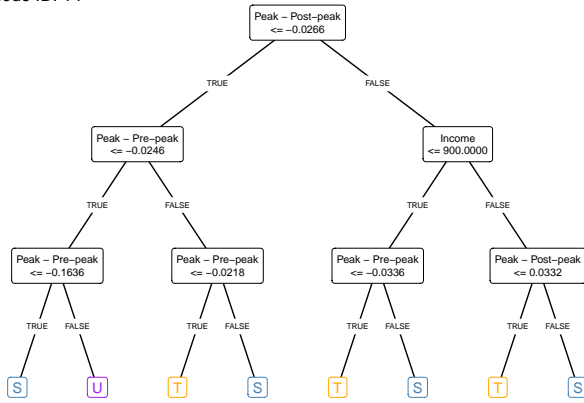 Peak − Post−peak
<= −0.0266
TRUE
FALSE
Peak − Pre−peak
<= −0.0246
Income
<= 900.0000
TRUE
FALSE
TRUE
FALSE
Peak − Pre−peak
<= −0.1636
Peak − Pre−peak
<= −0.0218
Peak − Pre−peak
<= −0.0336
Peak − Post−peak
<= 0.0332
TRUE
FALSE
TRUE
FALSE
TRUE
FALSE
TRUE
FALSE
S
U
T
S
T
S
T
S